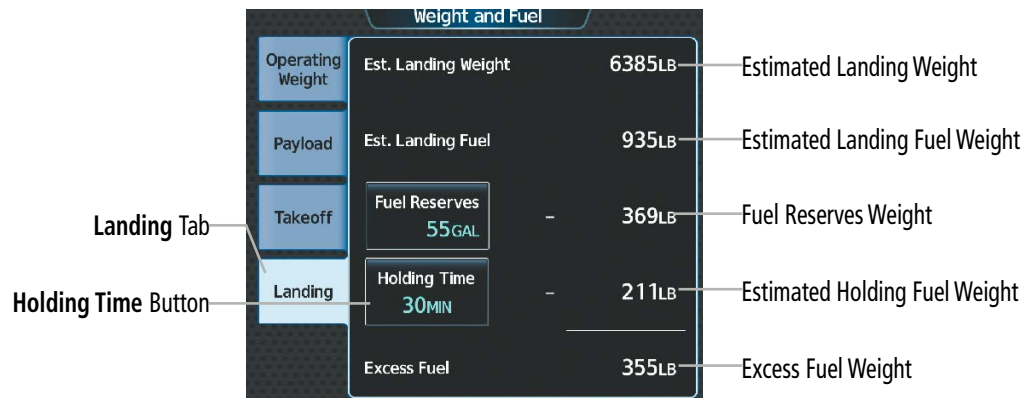 Weight and Fuel
Operating Weight
Est. Landing Weight 6385LB Estimated Landing Weight
Payload
Est. Landing Fuel 935LB Estimated Landing Fuel Weight
Takeoff
Fuel Reserves
55GAL – 369LB Fuel Reserves Weight
Landing Tab
Landing
Holding Time Button
Holding Time
30MIN – 211LB Estimated Holding Fuel Weight
Excess Fuel 355LB Excess Fuel Weight